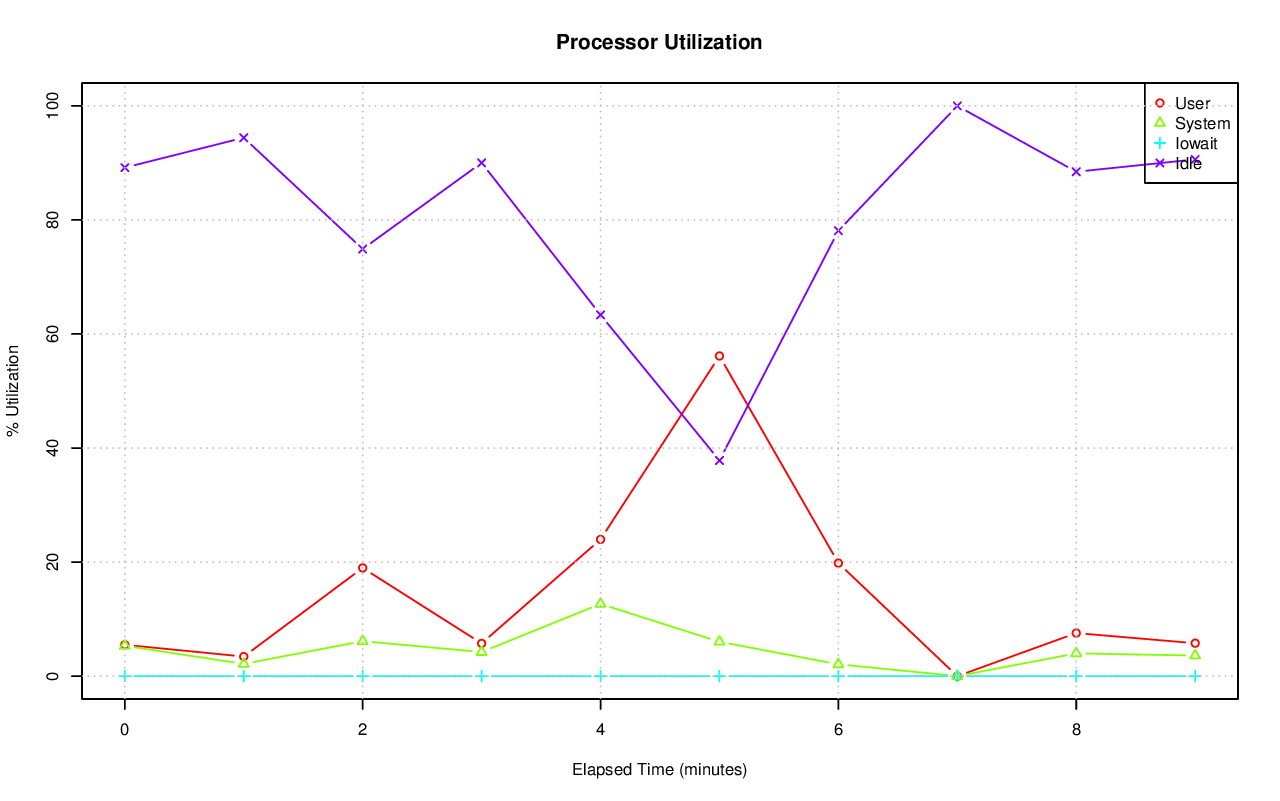 Processor Utilization
User
System
Iowait
Idle
% Utilization
100
80
60
40
20
0
0 2 4 6 8
Elapsed Time (minutes)